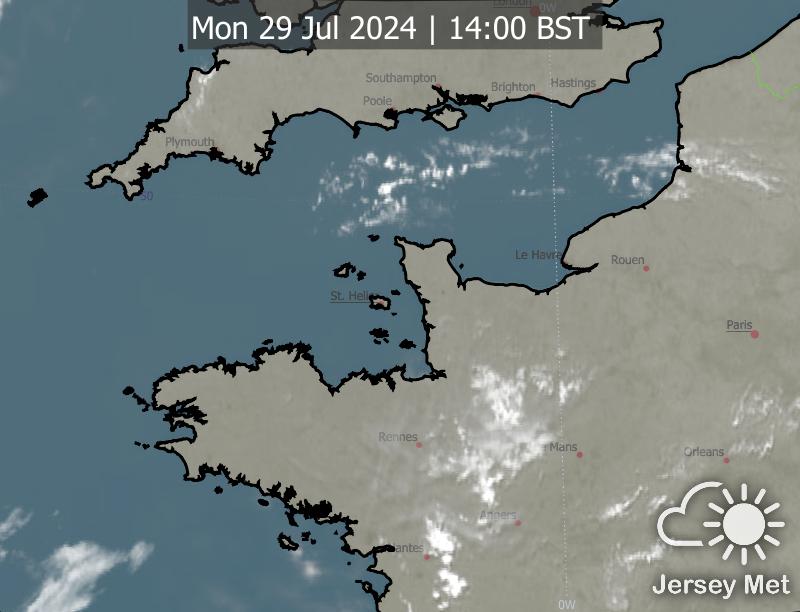 London
0W
Mon 29 Jul 2024 | 14:00 BST
Southampton
Brighton
Hastings
Poole
Plymouth
50
Le Havre
Rouen
St. Helier
Paris
Rennes
Mans
Orleans
Angers
Nantes
0W
Jersey Met